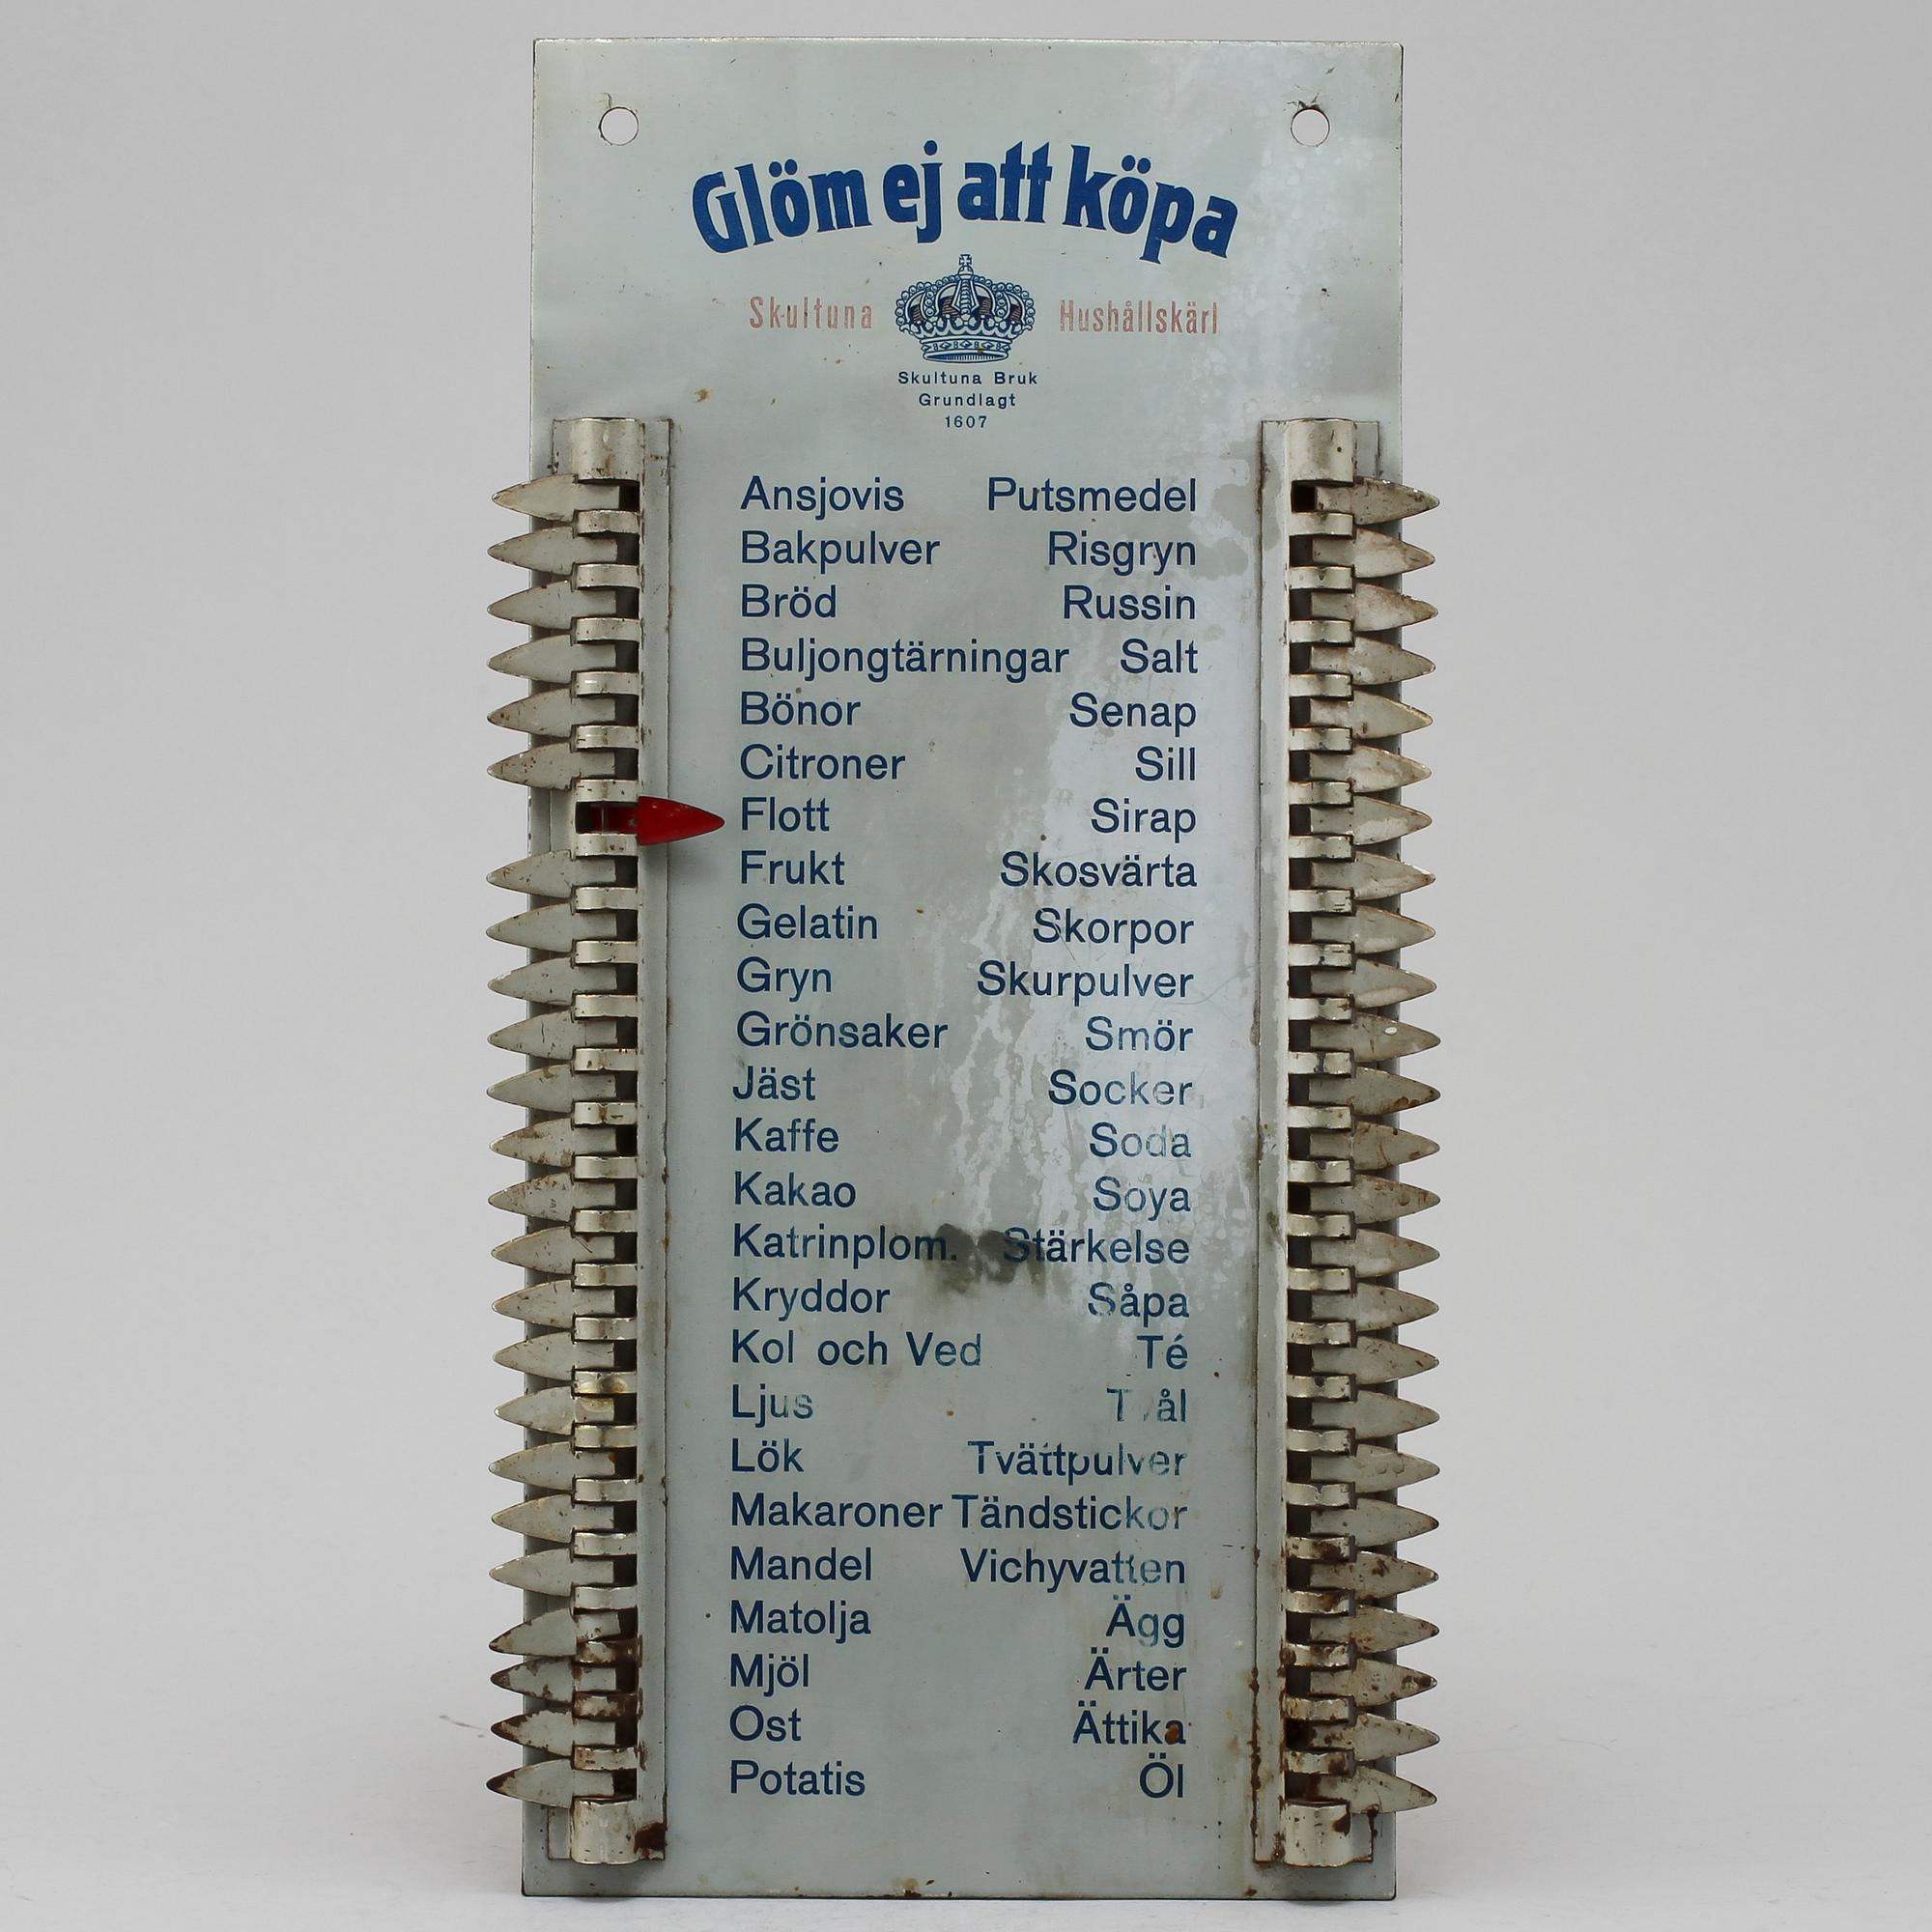 Glöm ej att köpa
Skultuna Hushållskärl
Skultuna Bruk
Grundlagt
1607
Ansjovis Putsmedel
Bakpulver Risgryn
Bröd Russin
Buljongtärningar Salt
Bönor Senap
Citroner Sill
Flott Sirap
Frukt Skosvärta
Gelatin Skorpor
Gryn Skurpulver
Grönsaker Smör
Jäst Socker
Kaffe Soda
Kakao Soya
Katrinplom. Stärkelse
Kryddor Såpa
Kol och Ved Té
Ljus Tvål
Lök Tvättpulver
Makaroner Tändstickor
Mandel Vichyvatten
Matolja Ägg
Mjöl Ärter
Ost Ättika
Potatis Öl